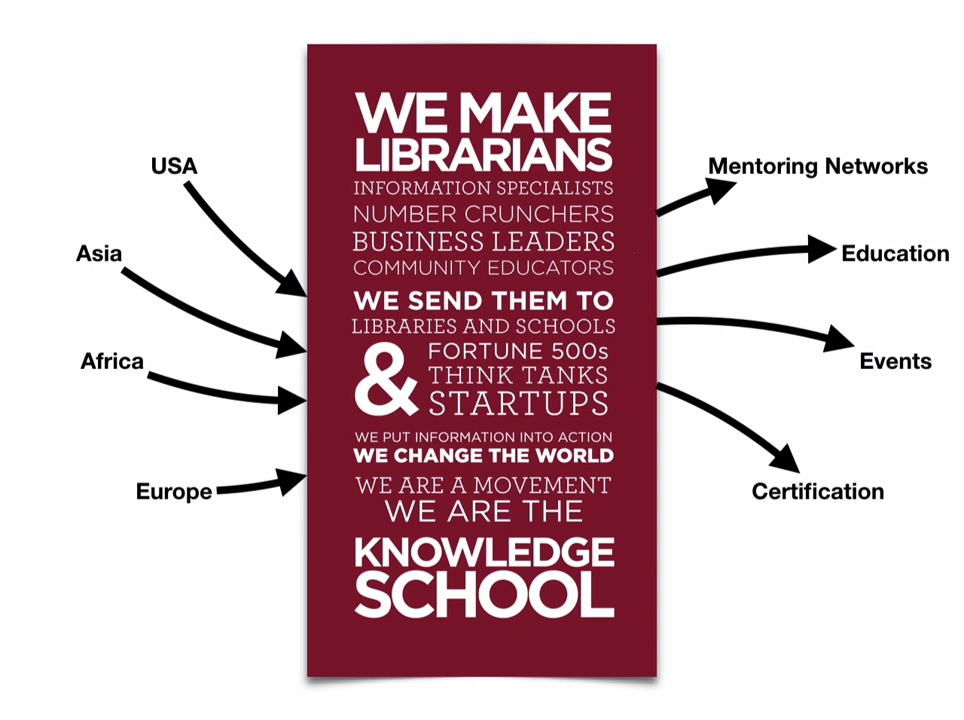 USA
Asia
Africa
Europe
WE MAKE
LIBRARIANS
INFORMATION SPECIALISTS
NUMBER CRUNCHERS
BUSINESS LEADERS
COMMUNITY EDUCATORS
WE SEND THEM TO
LIBRARIES AND SCHOOLS
& FORTUNE 500s
THINK TANKS
STARTUPS
WE PUT INFORMATION INTO ACTION
WE CHANGE THE WORLD
WE ARE A MOVEMENT
WE ARE THE
KNOWLEDGE
SCHOOL
Mentoring Networks
Education
Events
Certification